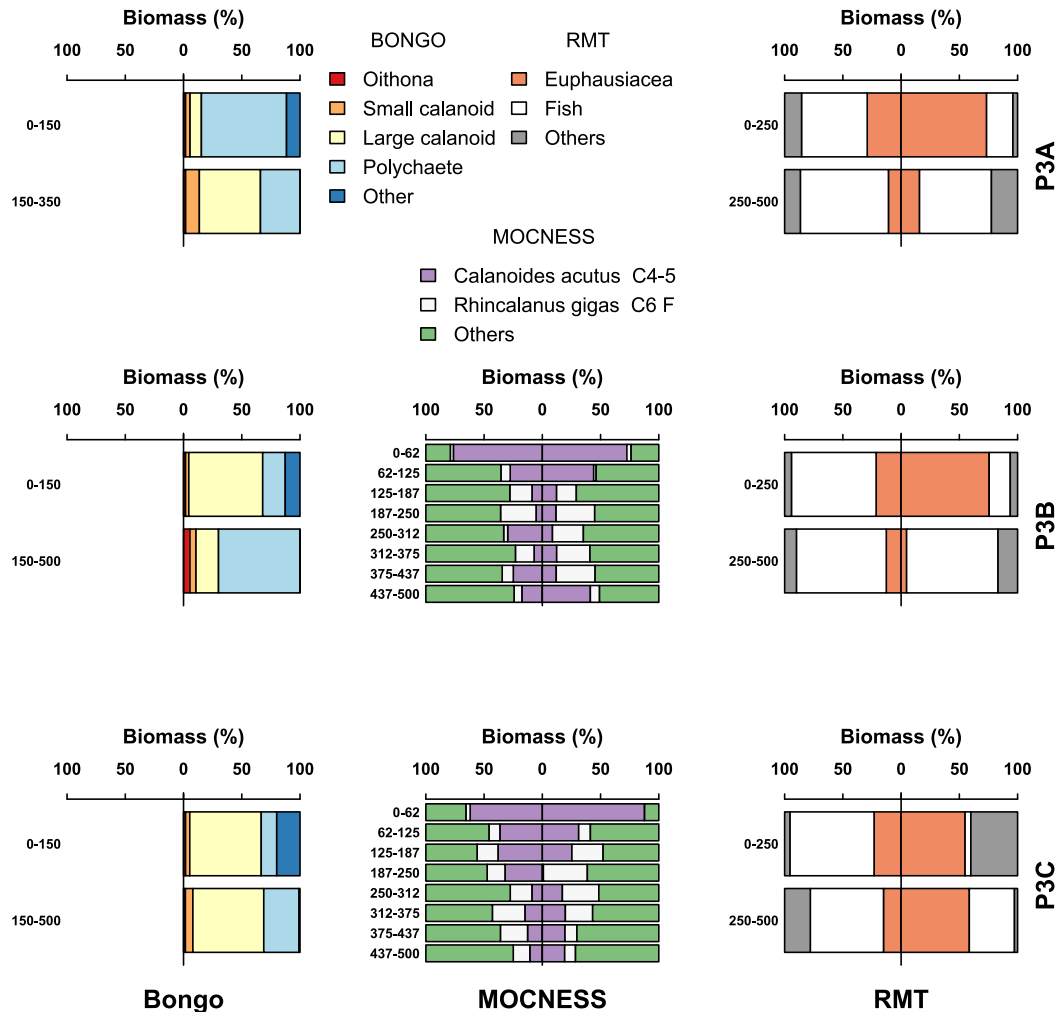 Biomass (%)
100 50 0 50 100
0-150
150-350
BONGO
Oithona
Small calanoid
Large calanoid
Polychaete
Other
RMT
Euphausiacea
Fish
Others
MOCNESS
Calanoides acutus C4-5
Rhincalanus gigas C6 F
Others
Biomass (%)
100 50 0 50 100
0-250
250-500
P3A
Biomass (%)
100 50 0 50 100
0-150
150-500
Biomass (%)
100 50 0 50 100
0-62
62-125
125-187
187-250
250-312
312-375
375-437
437-500
Biomass (%)
100 50 0 50 100
0-250
250-500
P3B
Biomass (%)
100 50 0 50 100
0-150
150-500
Bongo
Biomass (%)
100 50 0 50 100
0-62
62-125
125-187
187-250
250-312
312-375
375-437
437-500
MOCNESS
Biomass (%)
100 50 0 50 100
0-250
250-500
P3C
RMT